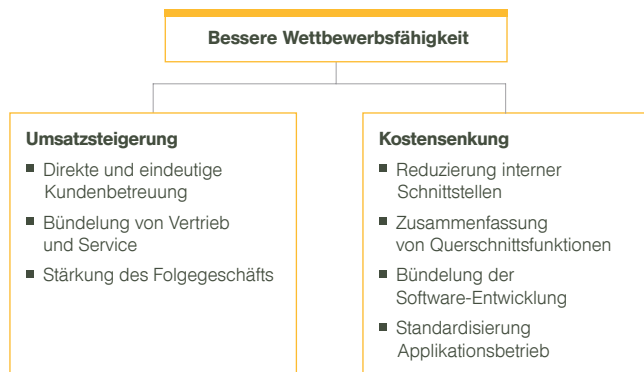 Bessere Wettbewerbsfähigkeit
Umsatzsteigerung
■ Direkte und eindeutige
Kundenbetreuung
■ Bündelung von Vertrieb
und Service
■ Stärkung des Folgegeschäfts
Kostensenkung
■ Reduzierung interner
Schnittstellen
■ Zusammenfassung
von Querschnittsfunktionen
■ Bündelung der
Software-Entwicklung
■ Standardisierung
Applikationsbetrieb